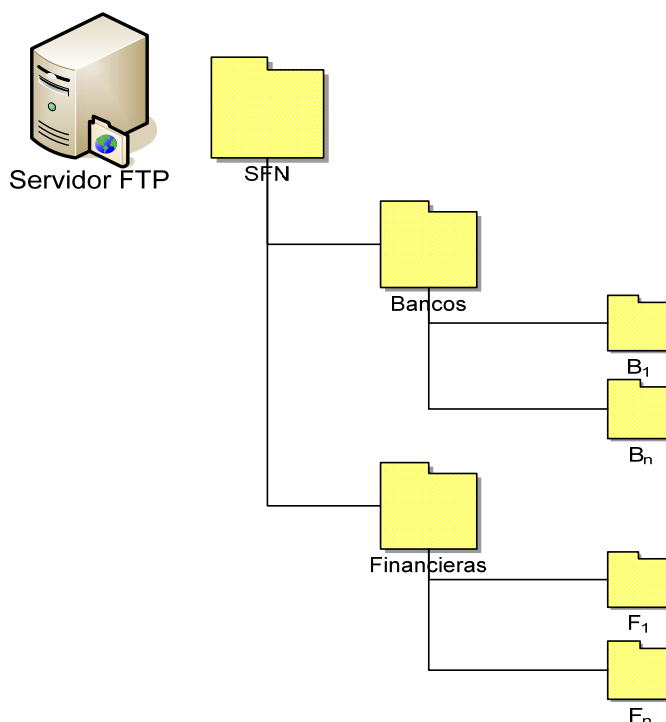 Servidor FTP
SFN
Bancos
B₁
Bₙ
Financieras
F₁
Fₙ